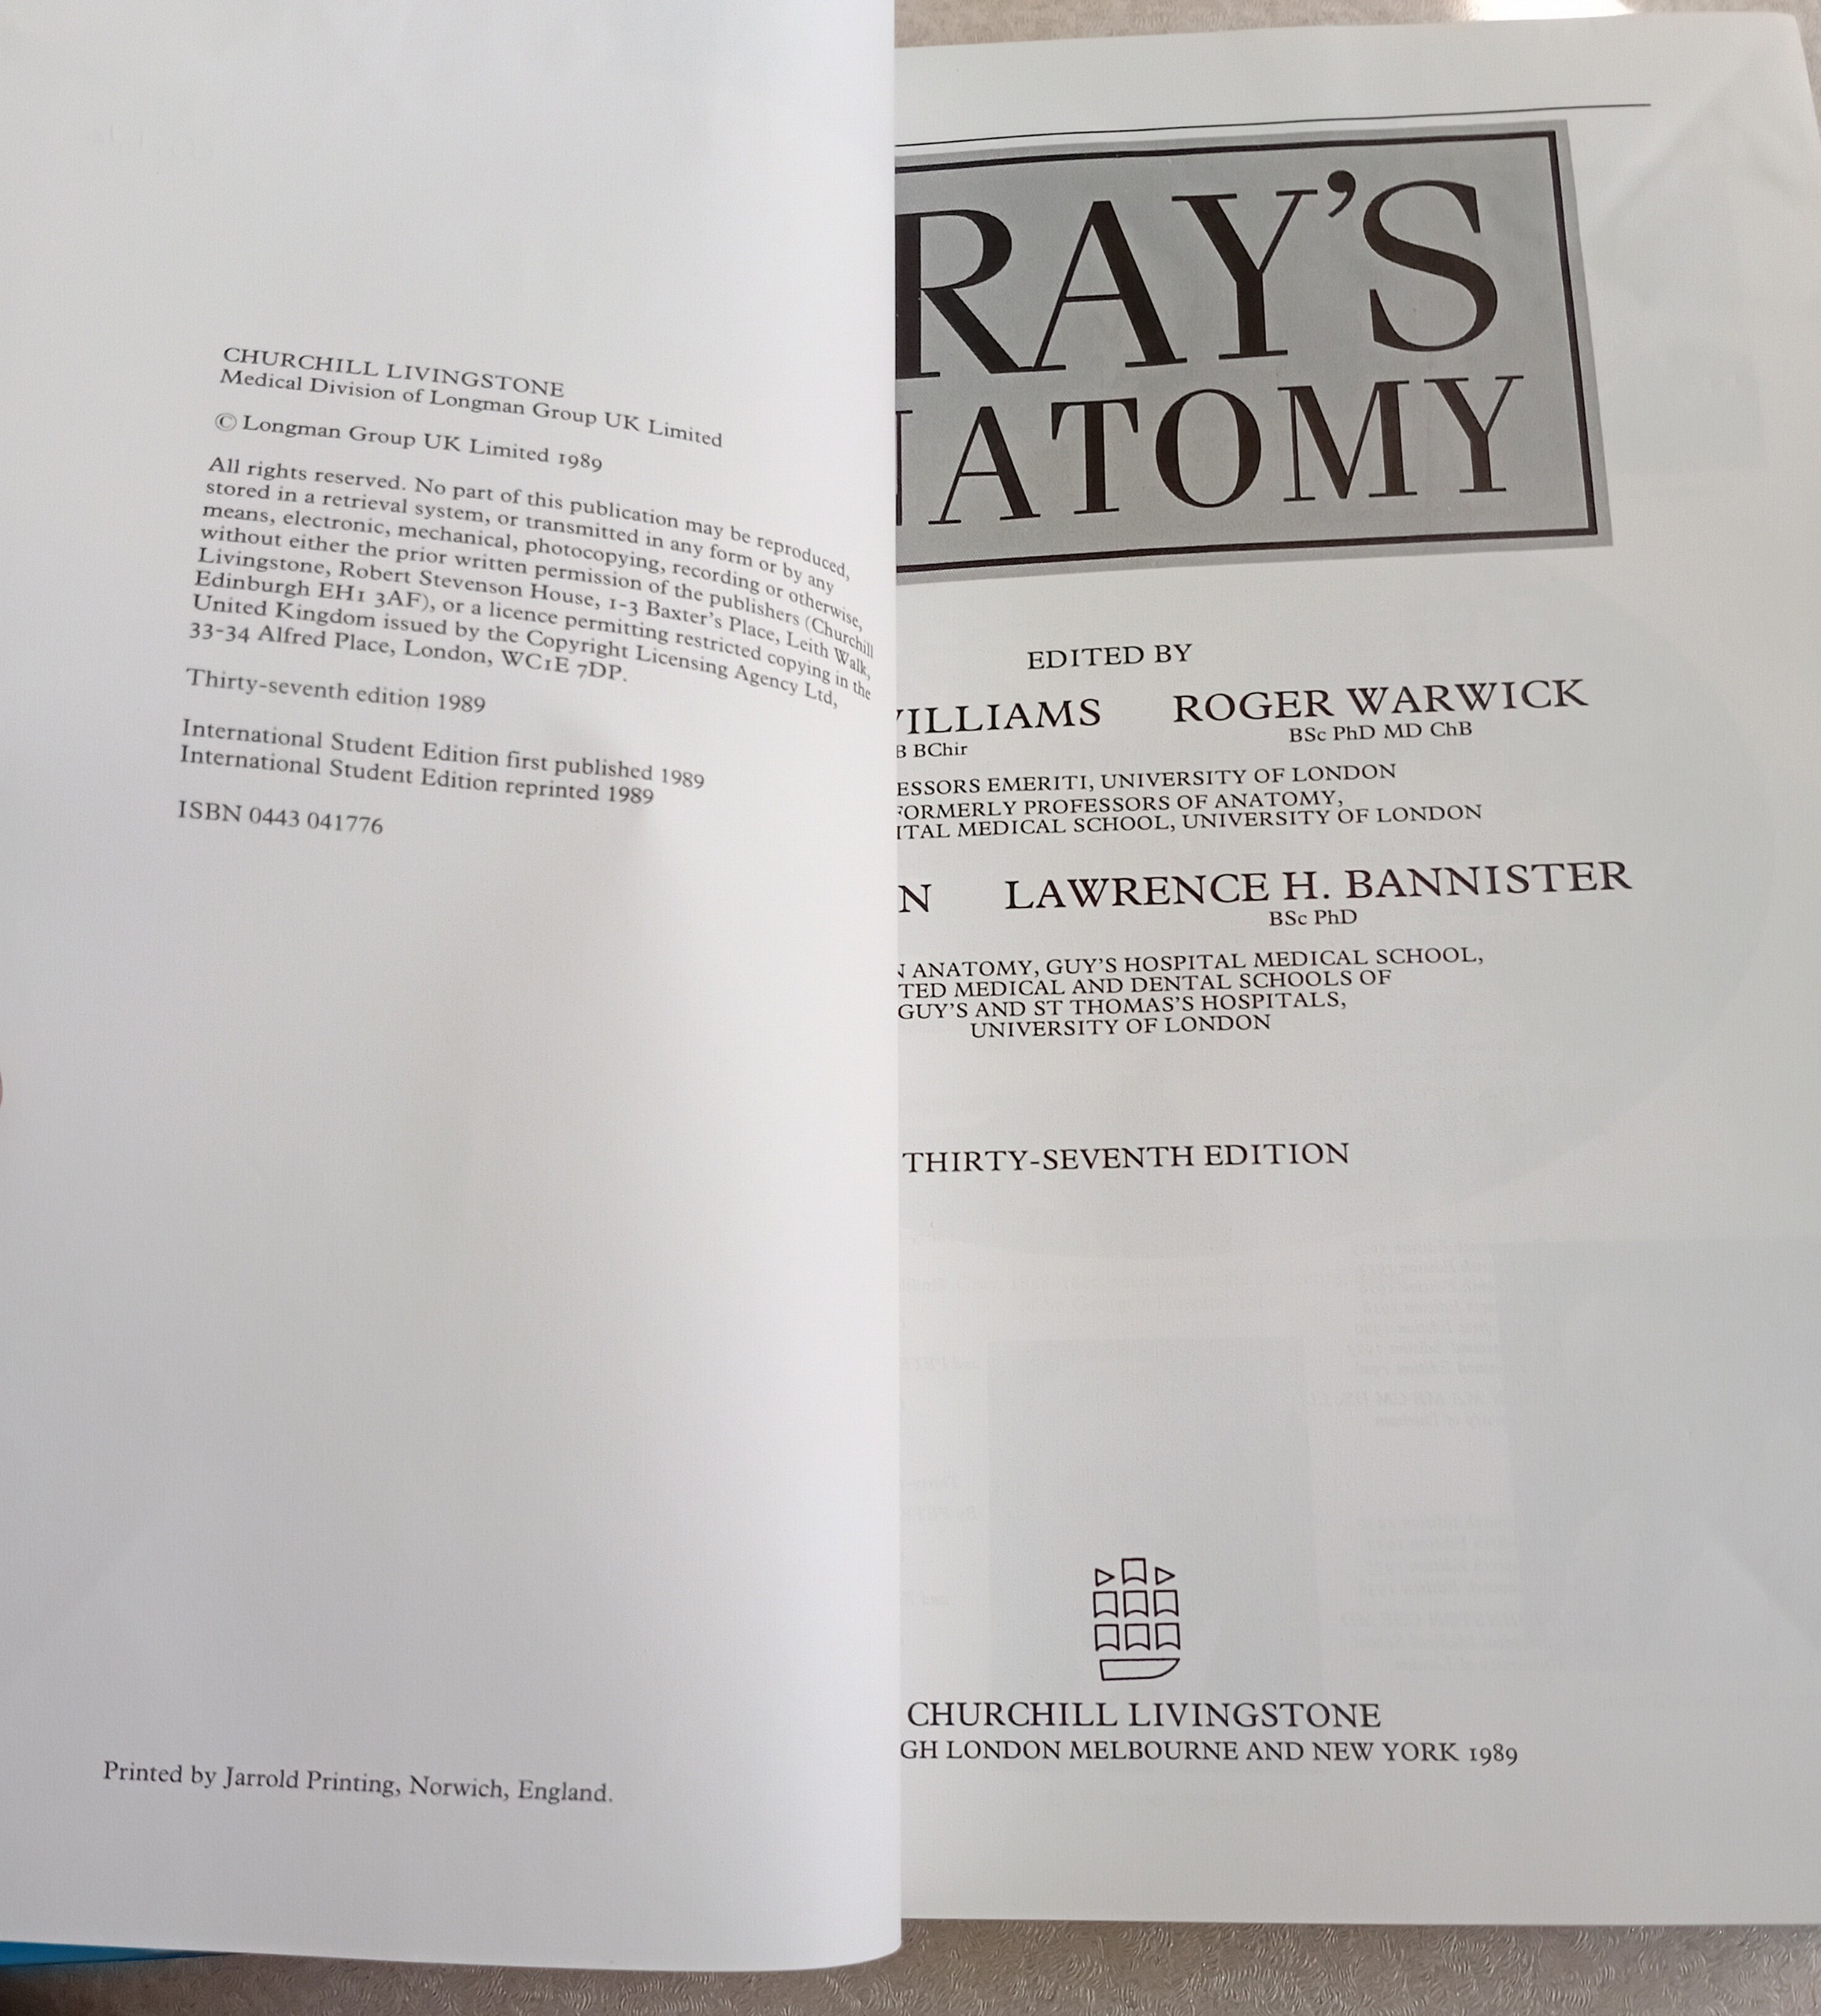 CHURCHILL LIVINGSTONE
Medical Division of Longman Group UK Limited
© Longman Group UK Limited 1989
All rights reserved. No part of this publication may be reproduced,
stored in a retrieval system, or transmitted in any form or by any
means, electronic, mechanical, photocopying, recording or otherwise,
without either the prior written permission of the publishers (Churchill
Livingstone, Robert Stevenson House, 1-3 Baxter's Place, Leith Walk,
Edinburgh EH1 3AF), or a licence permitting restricted copying in the
United Kingdom issued by the Copyright Licensing Agency Ltd,
33-34 Alfred Place, London, WC1E 7DP.
Thirty-seventh edition 1989
International Student Edition first published 1989
International Student Edition reprinted 1989
ISBN 0443 041776
Printed by Jarrold Printing, Norwich, England.
RAY'S
NATOMY
EDITED BY
ILLIAMS ROGER WARWICK
B BChir BSc PhD MD ChB
ESSORS EMERITI, UNIVERSITY OF LONDON
FORMERLY PROFESSORS OF ANATOMY,
ITAL MEDICAL SCHOOL, UNIVERSITY OF LONDON
N LAWRENCE H. BANNISTER
BSc PhD
N ANATOMY, GUY'S HOSPITAL MEDICAL SCHOOL,
TED MEDICAL AND DENTAL SCHOOLS OF
GUY'S AND ST THOMAS'S HOSPITALS,
UNIVERSITY OF LONDON
THIRTY-SEVENTH EDITION
CHURCHILL LIVINGSTONE
GH LONDON MELBOURNE AND NEW YORK 1989